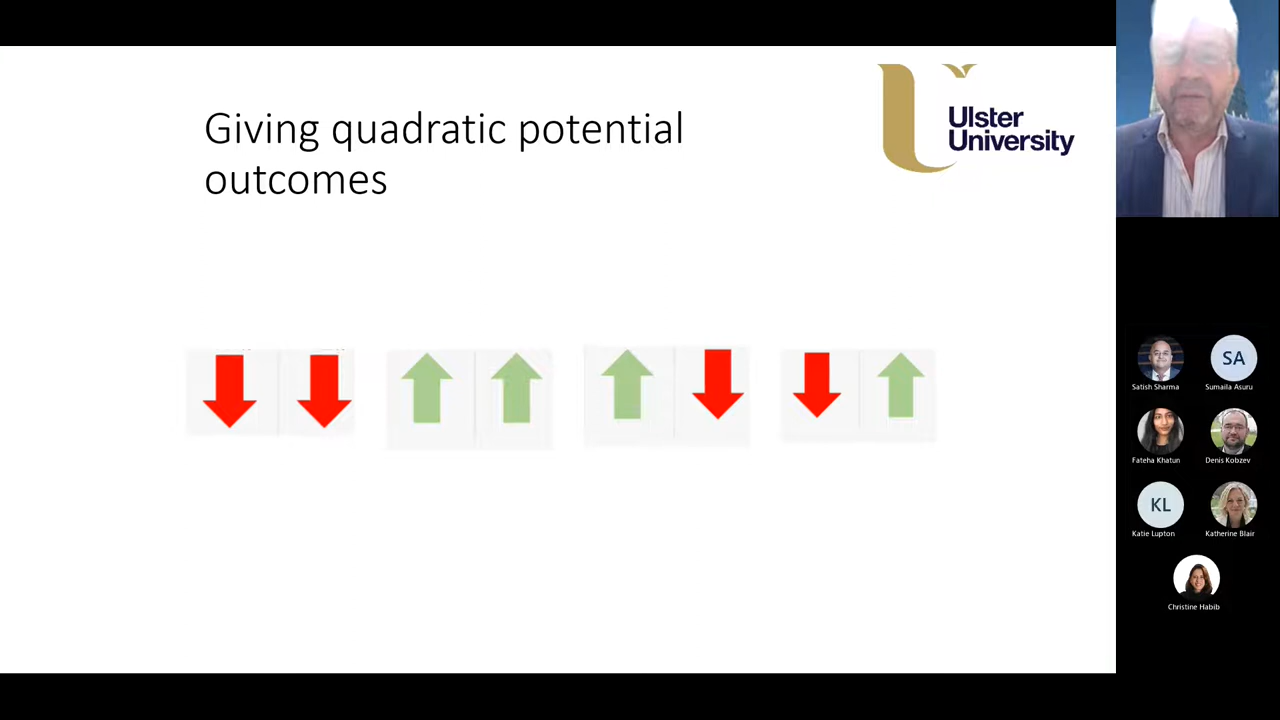 Giving quadratic potential
outcomes
Ulster
University
SA
Satish Sharma
Sumaila Asuru
Fateha Khatun
Denis Kobzev
KL
Katie Lupton
Katherine Blair
Christine Habib